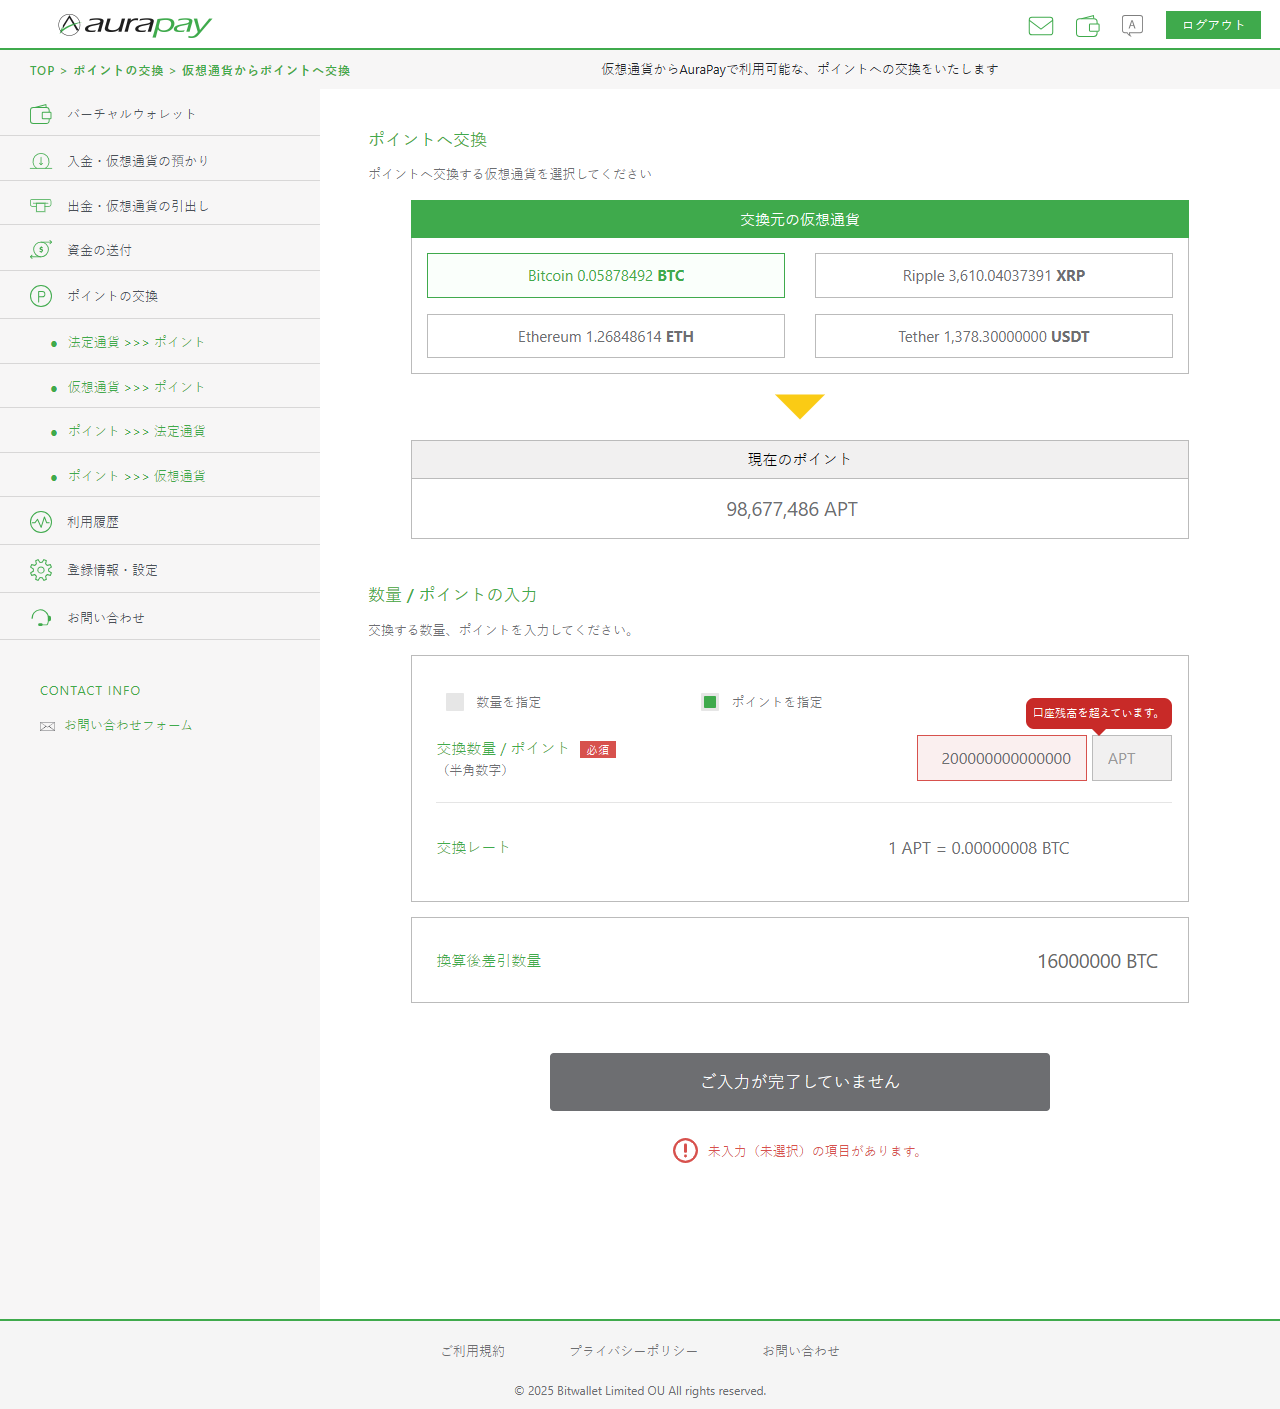 aurapay
A
ログアウト
TOP > ポイントの交換 > 仮想通貨からポイントへ交換
仮想通貨からAuraPayで利用可能な、ポイントへの交換をいたします
バーチャルウォレット
入金・仮想通貨の預かり
出金・仮想通貨の引出し
資金の送付
ポイントの交換
法定通貨 >>> ポイント
仮想通貨 >>> ポイント
ポイント >>> 法定通貨
ポイント >>> 仮想通貨
利用履歴
登録情報・設定
お問い合わせ
CONTACT INFO
お問い合わせフォーム
ポイントへ交換
ポイントへ交換する仮想通貨を選択してください
交換元の仮想通貨
Bitcoin 0.05878492 BTC
Ripple 3,610.04037391 XRP
Ethereum 1.26848614 ETH
Tether 1,378.30000000 USDT
現在のポイント
98,677,486 APT
数量 / ポイントの入力
交換する数量、ポイントを入力してください。
数量を指定
ポイントを指定
口座残高を超えています。
交換数量 / ポイント 必須
（半角数字）
200000000000000 APT
交換レート
1 APT = 0.00000008 BTC
換算後差引数量
16000000 BTC
ご入力が完了していません
未入力（未選択）の項目があります。
ご利用規約
プライバシーポリシー
お問い合わせ
© 2025 Bitwallet Limited OU All rights reserved.